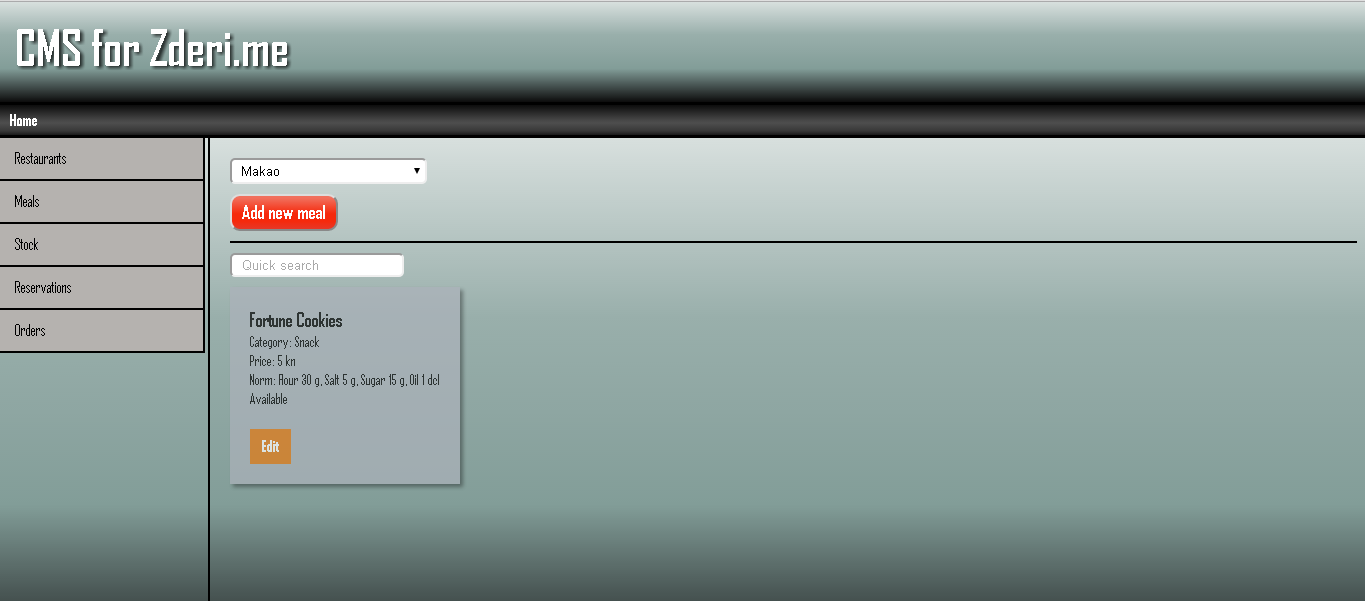 CMS for Zderi.me
Home
Restaurants
Meals
Stock
Reservations
Orders
Makao
Add new meal
Quick search
Fortune Cookies
Category: Snack
Price: 5 kn
Norm: Flour 30 g, Salt 5 g, Sugar 15 g, Oil 1 dcl
Available
Edit